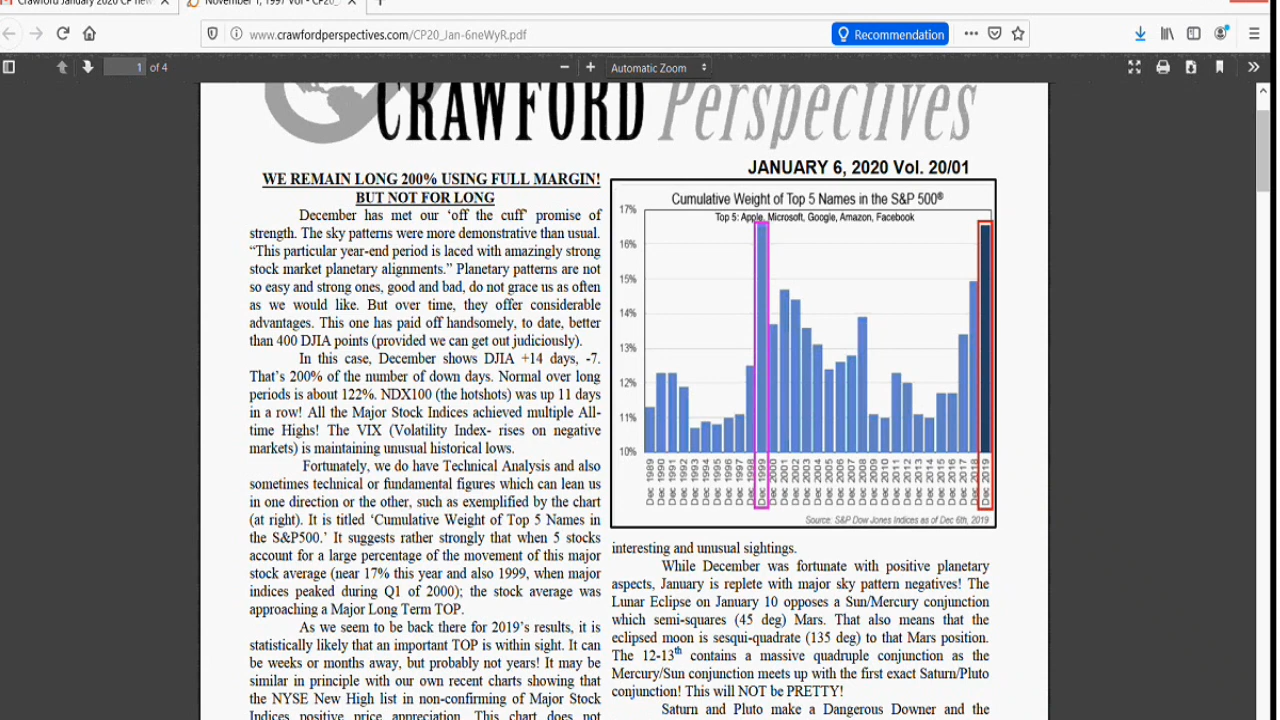 Crawford January 2020 CP new
November 1, 1997 Vol - CP20_
www.crawfordperspectives.com/CP20_Jan-6neWyR.pdf
Recommendation
1 of 4
Automatic Zoom
CRAWFORD Perspectives
JANUARY 6, 2020 Vol. 20/01
WE REMAIN LONG 200% USING FULL MARGIN!
BUT NOT FOR LONG
December has met our ‘off the cuff’ promise of
strength. The sky patterns were more demonstrative than usual.
“This particular year-end period is laced with amazingly strong
stock market planetary alignments.” Planetary patterns are not
so easy and strong ones, good and bad, do not grace us as often
as we would like. But over time, they offer considerable
advantages. This one has paid off handsomely, to date, better
than 400 DJIA points (provided we can get out judiciously).
In this case, December shows DJIA +14 days, -7.
That’s 200% of the number of down days. Normal over long
periods is about 122%. NDX100 (the hotshots) was up 11 days
in a row! All the Major Stock Indices achieved multiple All-
time Highs! The VIX (Volatility Index- rises on negative
markets) is maintaining unusual historical lows.
Fortunately, we do have Technical Analysis and also
sometimes technical or fundamental figures which can lean us
in one direction or the other, such as exemplified by the chart
(at right). It is titled ‘Cumulative Weight of Top 5 Names in
the S&P500.’ It suggests rather strongly that when 5 stocks
account for a large percentage of the movement of this major
stock average (near 17% this year and also 1999, when major
indices peaked during Q1 of 2000); the stock average was
approaching a Major Long Term TOP.
As we seem to be back there for 2019’s results, it is
statistically likely that an important TOP is within sight. It can
be weeks or months away, but probably not years! It may be
similar in principle with our own recent charts showing that
the NYSE New High list in non-confirming of Major Stock
Indices positive price appreciation. This chart does not
Cumulative Weight of Top 5 Names in the S&P 500®
Top 5: Apple, Microsoft, Google, Amazon, Facebook
17%
16%
15%
14%
13%
12%
11%
10%
Dec 1989
Dec 1990
Dec 1991
Dec 1992
Dec 1993
Dec 1994
Dec 1995
Dec 1996
Dec 1997
Dec 1998
Dec 1999
Dec 2000
Dec 2001
Dec 2002
Dec 2003
Dec 2004
Dec 2005
Dec 2006
Dec 2007
Dec 2008
Dec 2009
Dec 2010
Dec 2011
Dec 2012
Dec 2013
Dec 2014
Dec 2015
Dec 2016
Dec 2017
Dec 2018
Dec 2019
Source: S&P Dow Jones Indices as of Dec 6th, 2019
interesting and unusual sightings.
While December was fortunate with positive planetary
aspects, January is replete with major sky pattern negatives! The
Lunar Eclipse on January 10 opposes a Sun/Mercury conjunction
which semi-squares (45 deg) Mars. That also means that the
eclipsed moon is sesqui-quadrate (135 deg) to that Mars position.
The 12-13th contains a massive quadruple conjunction as the
Mercury/Sun conjunction meets up with the first exact Saturn/Pluto
conjunction! This will NOT be PRETTY!
Saturn and Pluto make a Dangerous Downer and the